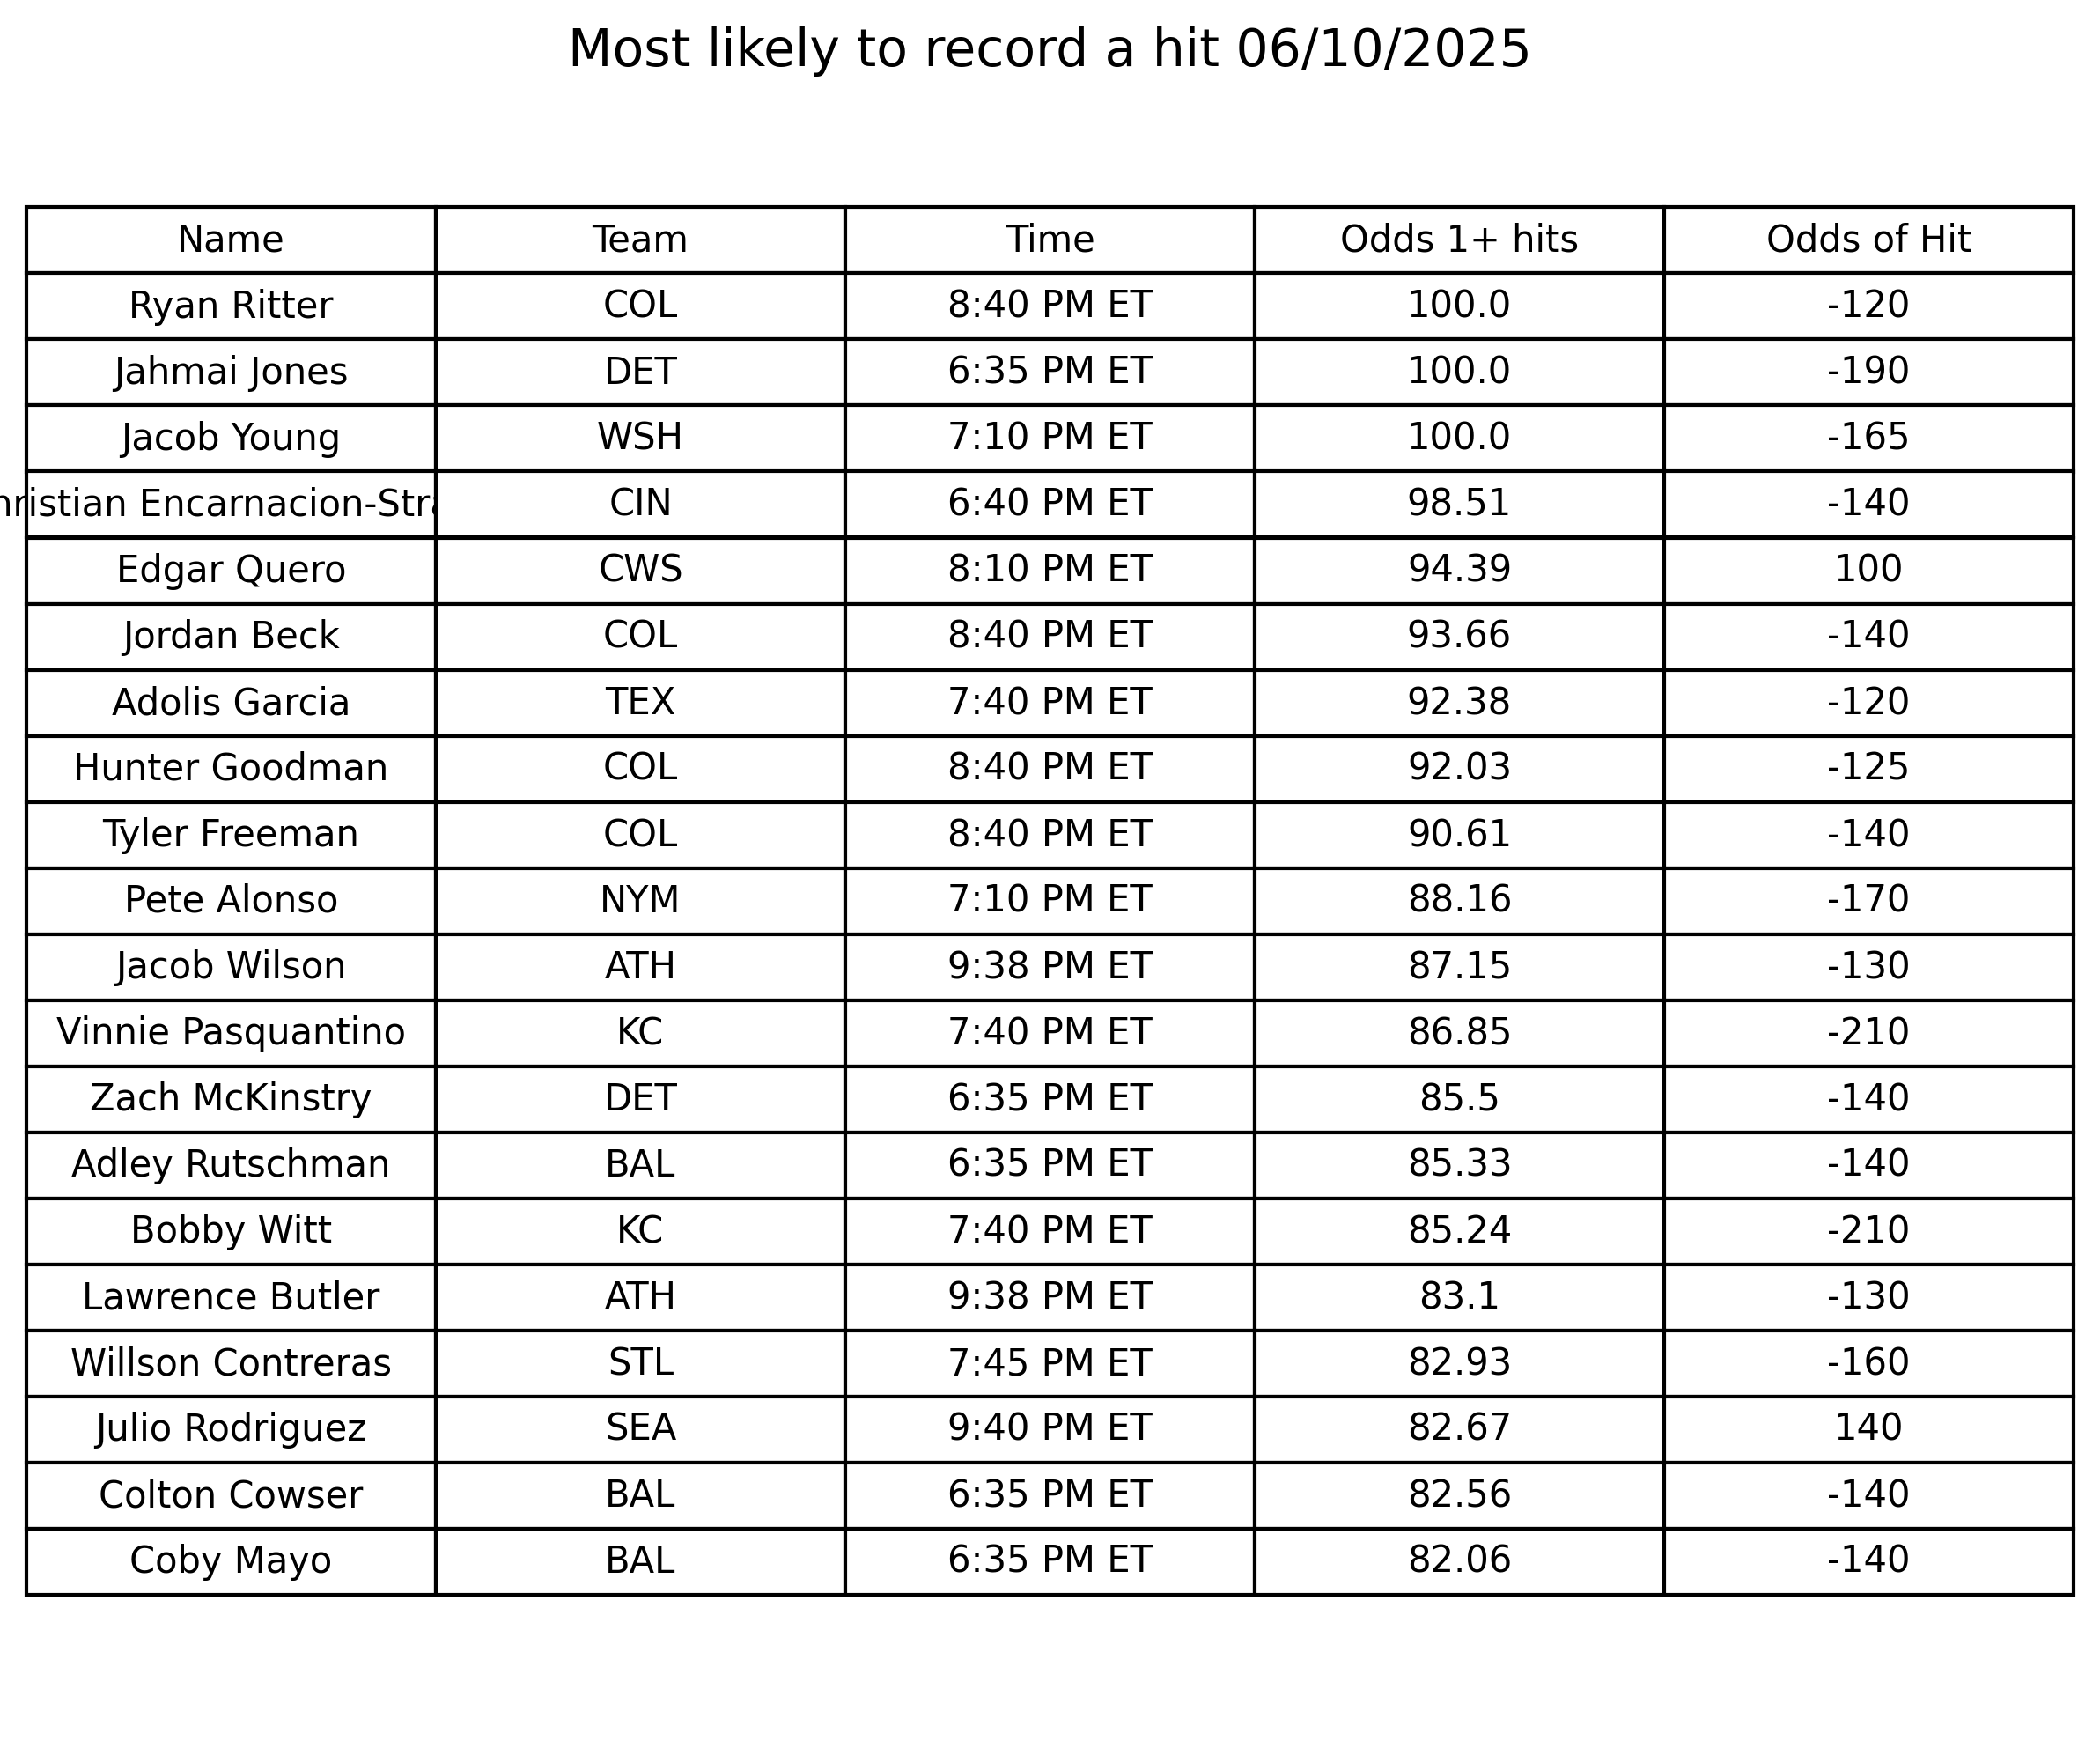 Most likely to record a hit 06/10/2025
Name Team Time Odds 1+ hits Odds of Hit
Ryan Ritter COL 8:40 PM ET 100.0 -120
Jahmai Jones DET 6:35 PM ET 100.0 -190
Jacob Young WSH 7:10 PM ET 100.0 -165
hristian Encarnacion-Stra CIN 6:40 PM ET 98.51 -140
Edgar Quero CWS 8:10 PM ET 94.39 100
Jordan Beck COL 8:40 PM ET 93.66 -140
Adolis Garcia TEX 7:40 PM ET 92.38 -120
Hunter Goodman COL 8:40 PM ET 92.03 -125
Tyler Freeman COL 8:40 PM ET 90.61 -140
Pete Alonso NYM 7:10 PM ET 88.16 -170
Jacob Wilson ATH 9:38 PM ET 87.15 -130
Vinnie Pasquantino KC 7:40 PM ET 86.85 -210
Zach McKinstry DET 6:35 PM ET 85.5 -140
Adley Rutschman BAL 6:35 PM ET 85.33 -140
Bobby Witt KC 7:40 PM ET 85.24 -210
Lawrence Butler ATH 9:38 PM ET 83.1 -130
Willson Contreras STL 7:45 PM ET 82.93 -160
Julio Rodriguez SEA 9:40 PM ET 82.67 140
Colton Cowser BAL 6:35 PM ET 82.56 -140
Coby Mayo BAL 6:35 PM ET 82.06 -140